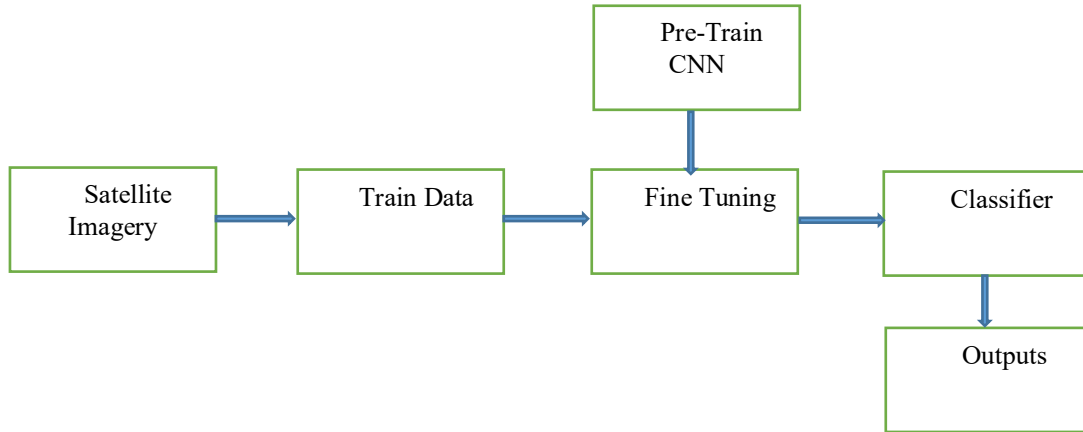 Pre-Train
CNN
Satellite
Imagery
Train Data
Fine Tuning
Classifier
Outputs